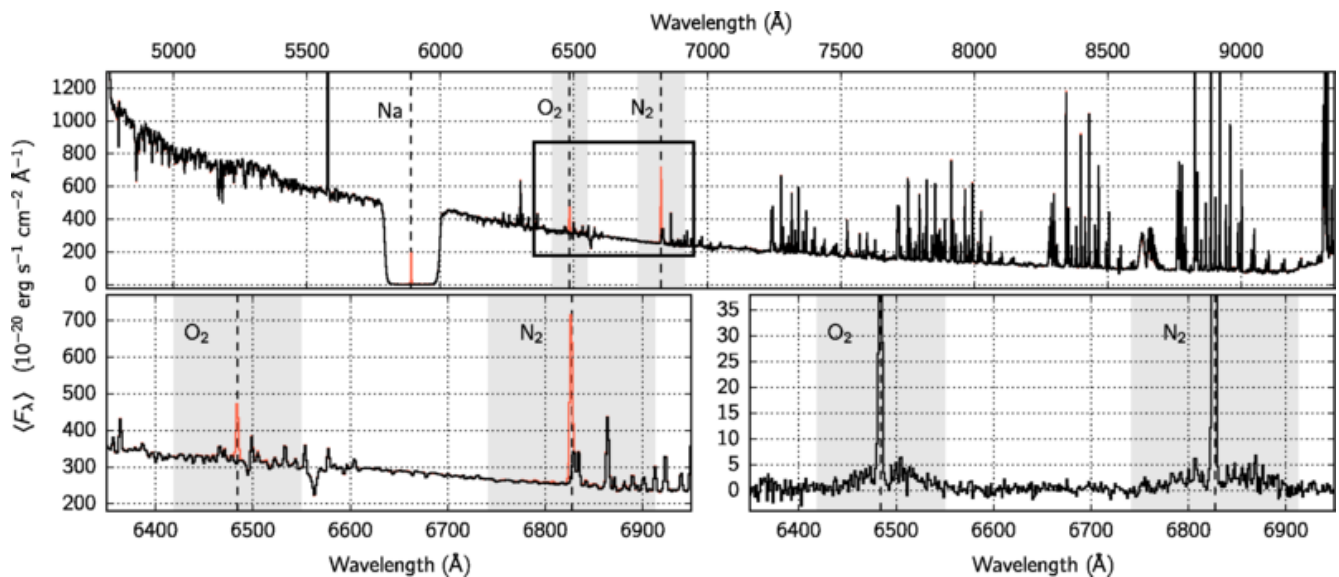 Wavelength (Å)
5000 5500 6000 6500 7000 7500 8000 8500 9000
1200
1000
800
600
400
200
0
Na
O₂
N₂
⟨Fλ⟩ (10⁻²⁰ erg s⁻¹ cm⁻² Å⁻¹)
700
600
500
400
300
200
O₂
N₂
6400 6500 6600 6700 6800 6900
Wavelength (Å)
35
30
25
20
15
10
5
0
O₂
N₂
6400 6500 6600 6700 6800 6900
Wavelength (Å)